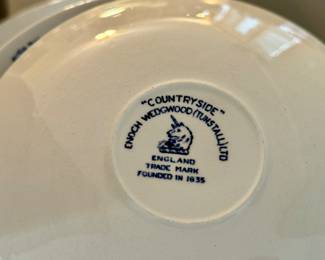 "COUNTRYSIDE"
ENOCH WEDGWOOD (TUNSTALL) LTD
ENGLAND
TRADE MARK
FOUNDED IN 1835